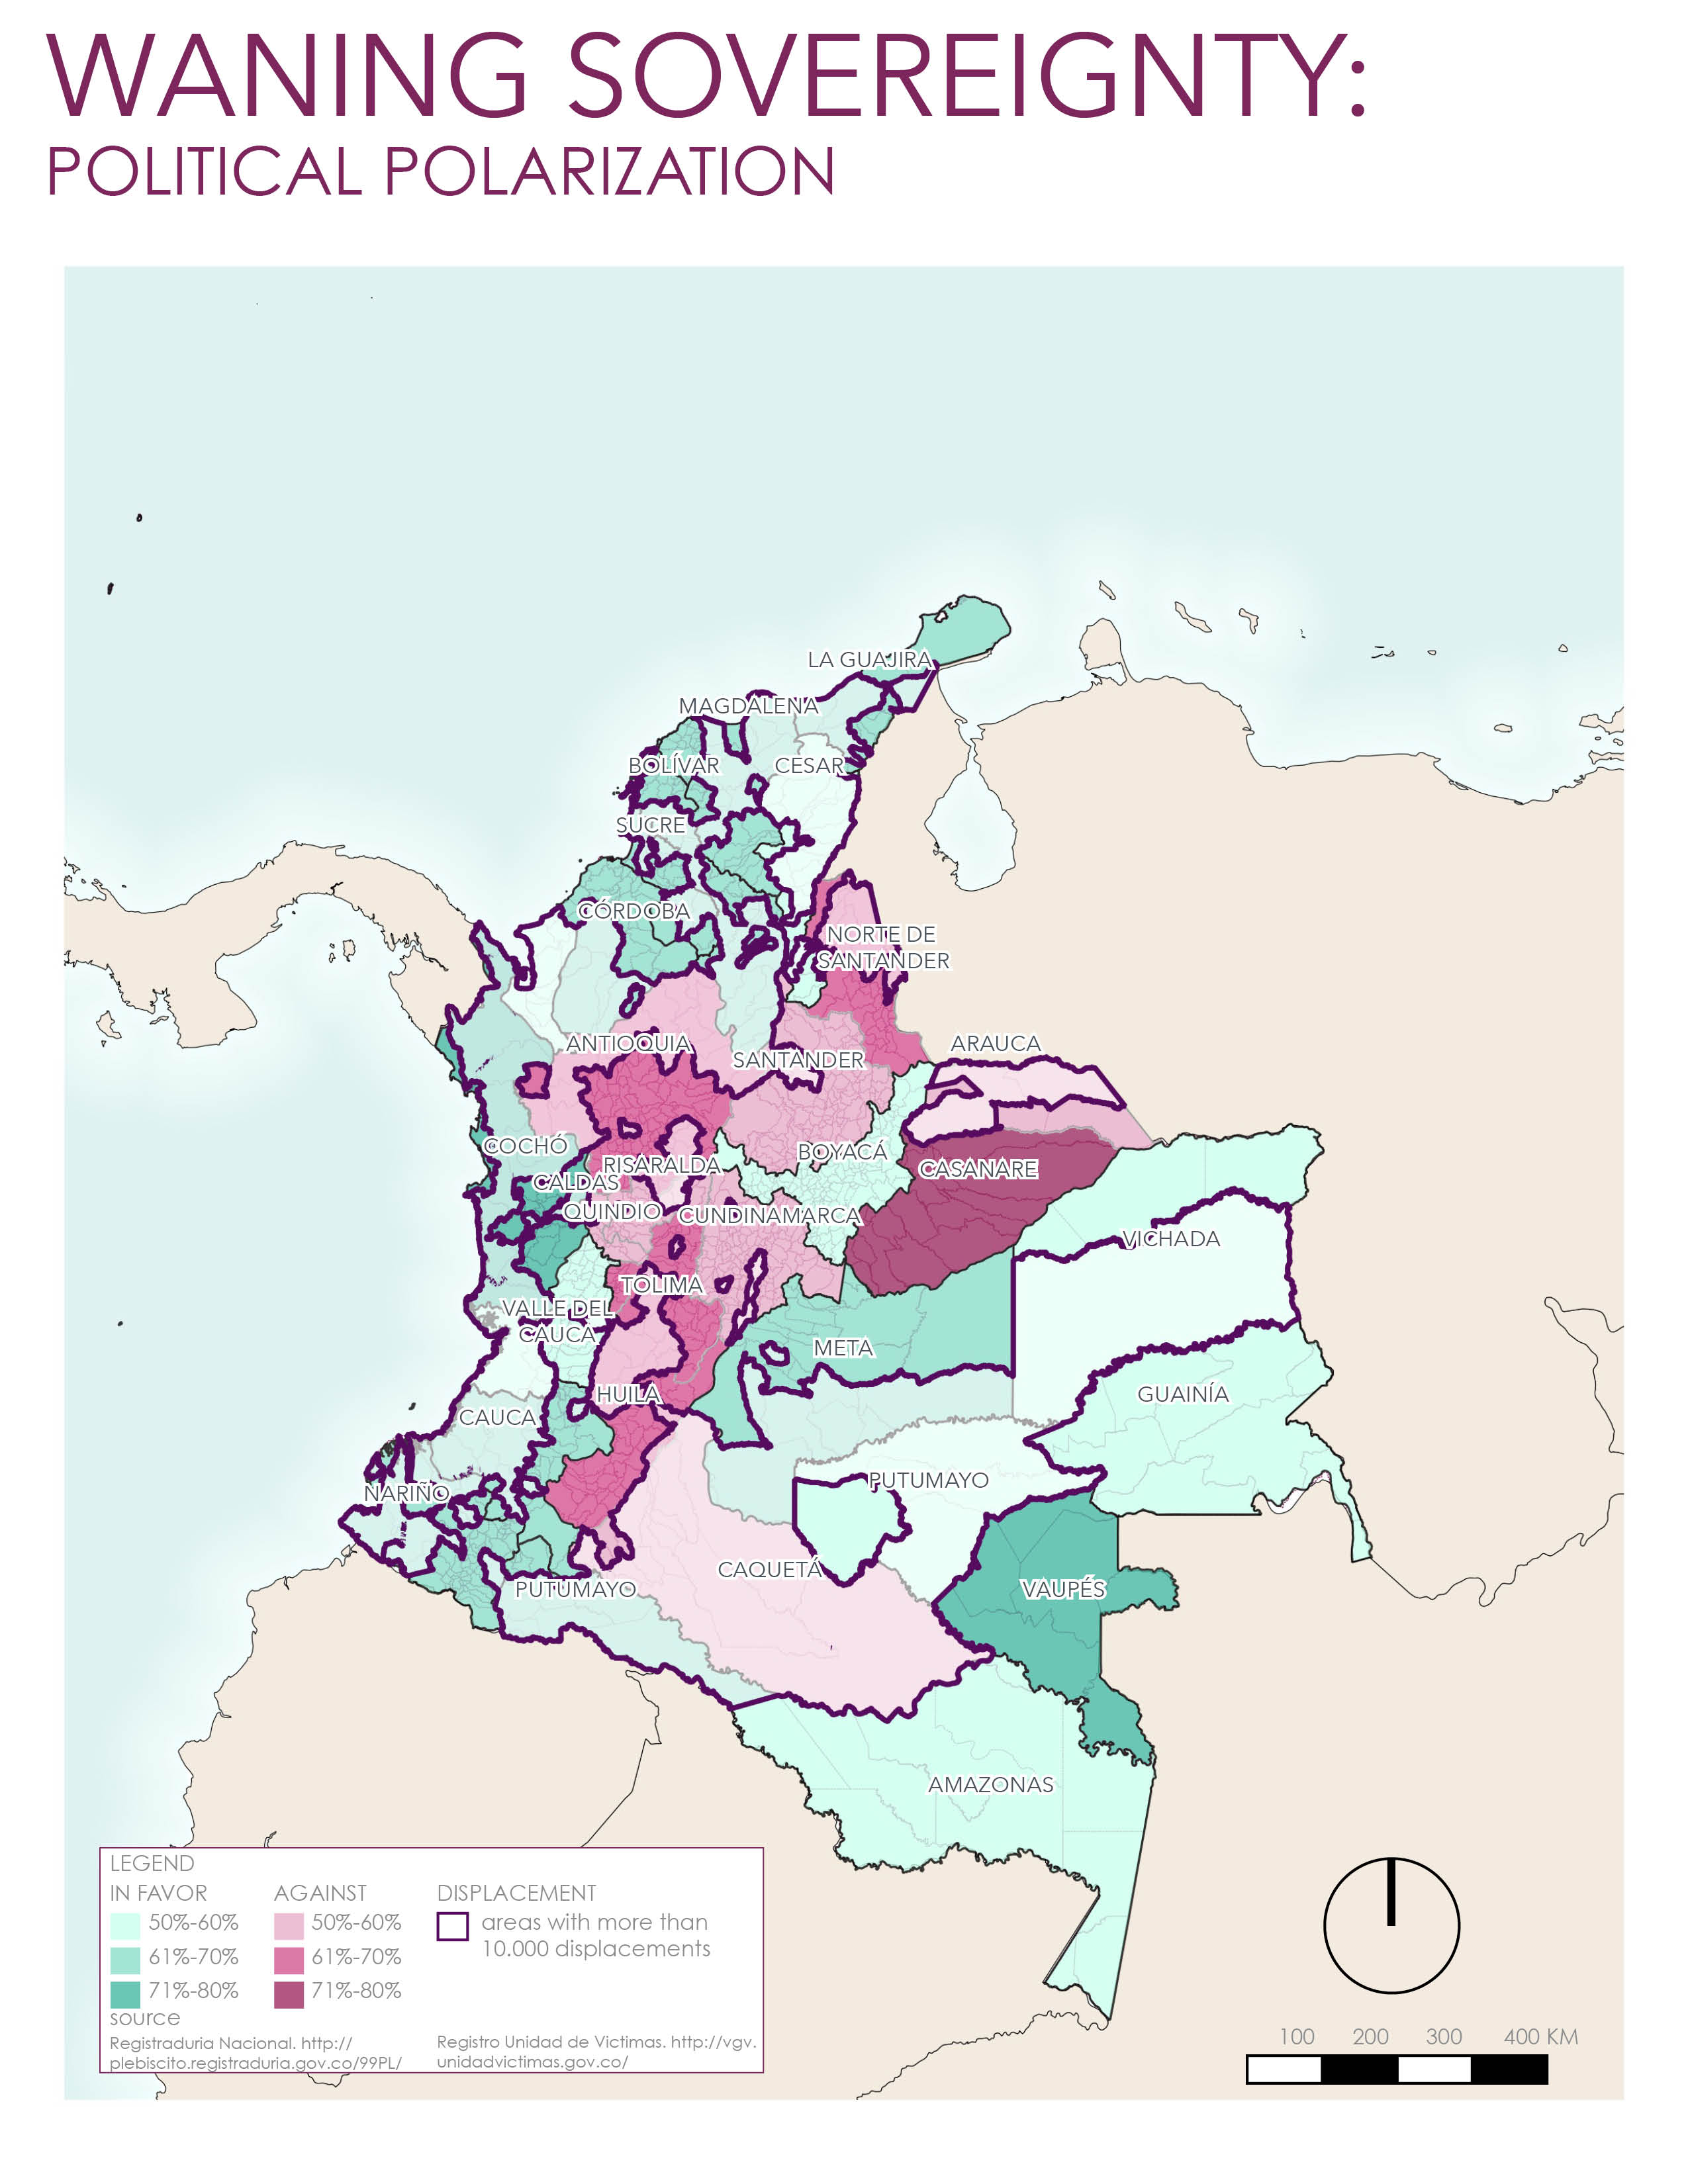 WANING SOVEREIGNTY:
POLITICAL POLARIZATION
LA GUAJIRA
MAGDALENA
BOLÍVAR
CESAR
SUCRE
CÓRDOBA
NORTE DE
SANTANDER
ANTIOQUIA
SANTANDER
ARAUCA
COCHÓ
BOYACÁ
RISARALDA
CASANARE
CALDAS
QUINDIO
CUNDINAMARCA
VICHADA
TOLIMA
VALLE DEL
CAUCA
META
HUILA
GUAINÍA
CAUCA
PUTUMAYO
NARIÑO
CAQUETÁ
PUTUMAYO
VAUPÉS
AMAZONAS
LEGEND
IN FAVOR
50%-60%
61%-70%
71%-80%
AGAINST
50%-60%
61%-70%
71%-80%
DISPLACEMENT
areas with more than
10.000 displacements
source
Registraduria Nacional. http://
plebiscito.registraduria.gov.co/99PL/
Registro Unidad de Victimas. http://vgv.
unidadvictimas.gov.co/
100 200 300 400 KM